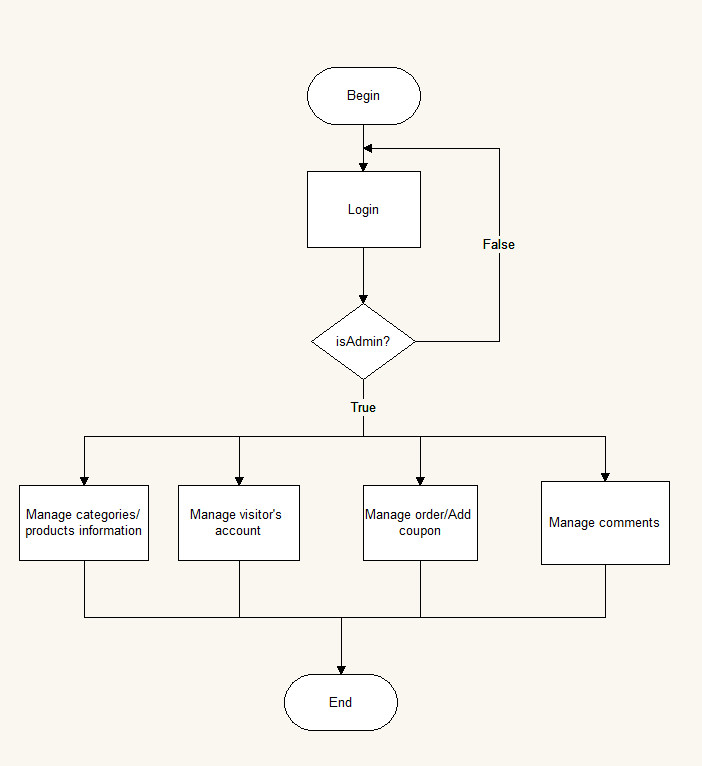 Begin
Login
False
isAdmin?
True
Manage categories/
products information
Manage visitor's
account
Manage order/Add
coupon
Manage comments
End